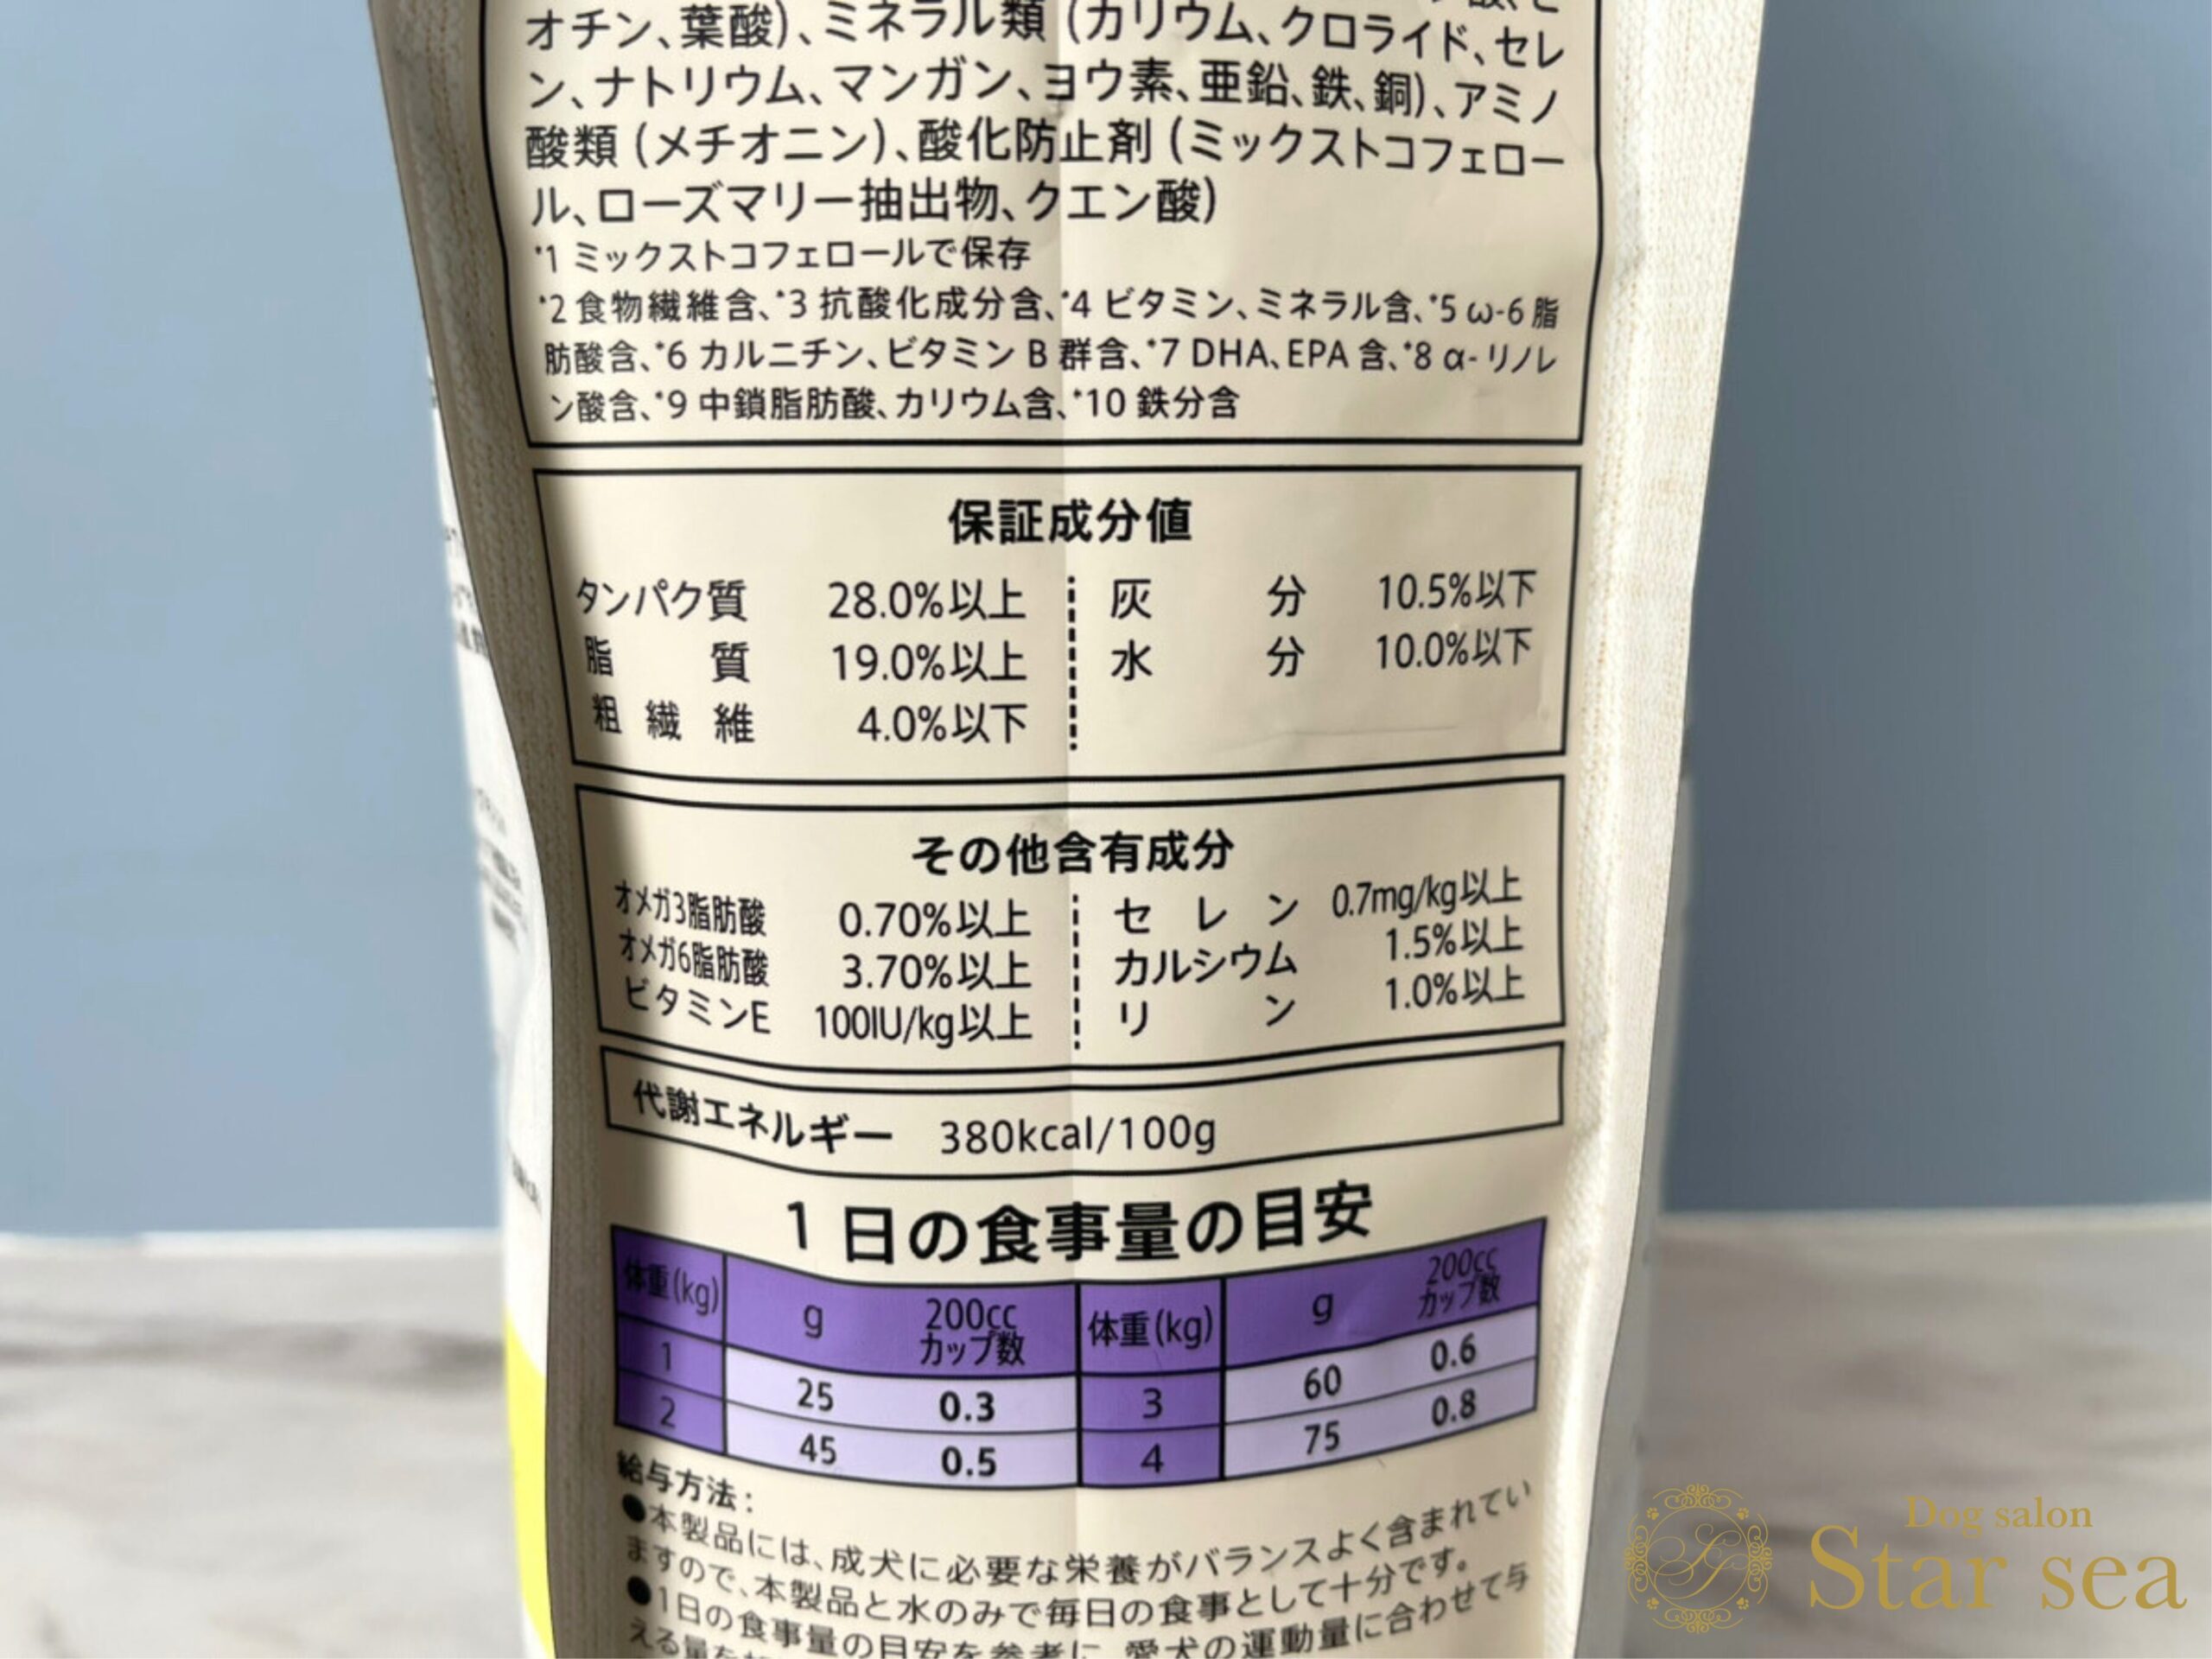 オチン、葉酸)、ミネラル類(カリウム、クロライド、セレ
ン、ナトリウム、マンガン、ヨウ素、亜鉛、鉄、銅)、アミノ
酸類(メチオニン)、酸化防止剤(ミックストコフェロー
ル、ローズマリー抽出物、クエン酸)
*1 ミックストコフェロールで保存
*2 食物繊維含、*3 抗酸化成分含、*4 ビタミン、ミネラル含、*5 ω-6 脂
肪酸含、*6 カルニチン、ビタミン B 群含、*7 DHA、EPA 含、*8 α- リノレ
ン酸含、*9 中鎖脂肪酸、カリウム含、*10 鉄分含
保証成分値
タンパク質 28.0%以上 灰分 10.5%以下
脂質 19.0%以上 水分 10.0%以下
粗繊維 4.0%以下
その他含有成分
オメガ3脂肪酸 0.70%以上 セレン 0.7mg/kg以上
オメガ6脂肪酸 3.70%以上 カルシウム 1.5%以上
ビタミンE 100IU/kg以上 リン 1.0%以上
代謝エネルギー 380kcal/100g
1日の食事量の目安
体重(kg) g 200cc カップ数 体重(kg) g 200cc カップ数
1 25 0.3 3 60 0.6
2 45 0.5 4 75 0.8
給与方法:
●本製品には、成犬に必要な栄養がバランスよく含まれてい
ますので、本製品と水のみで毎日の食事として十分です。
●1日の食事量の目安を参考に、愛犬の運動量に合わせて与
える量を
Dog salon
Star sea